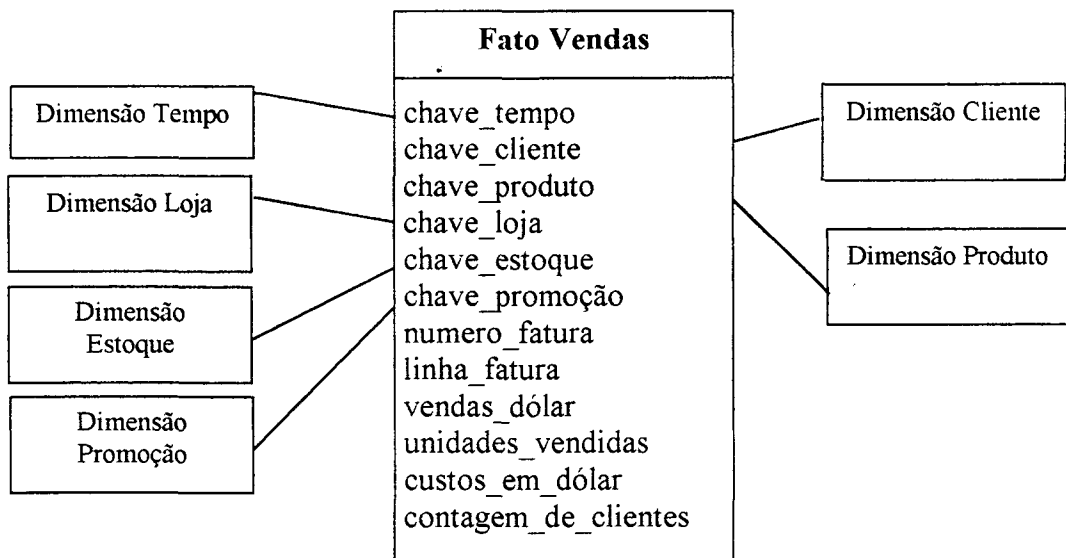 Fato Vendas
Dimensão Tempo
Dimensão Loja
Dimensão
Estoque
Dimensão
Promoção
chave_tempo
chave_cliente
chave_produto
chave_loja
chave_estoque
chave_promoção
numero_fatura
linha_fatura
vendas_dólar
unidades_vendidas
custos_em_dólar
contagem_de_clientes
Dimensão Cliente
Dimensão Produto